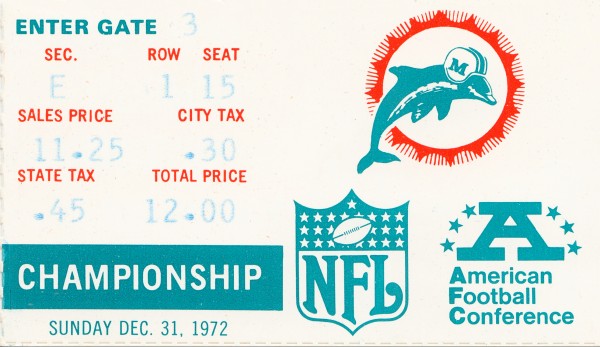 ENTER GATE 3
SEC. ROW SEAT
E 1 15
SALES PRICE CITY TAX
11.25 .30
STATE TAX TOTAL PRICE
.45 12.00
CHAMPIONSHIP
SUNDAY DEC. 31, 1972
M
NFL
A
American
Football
Conference